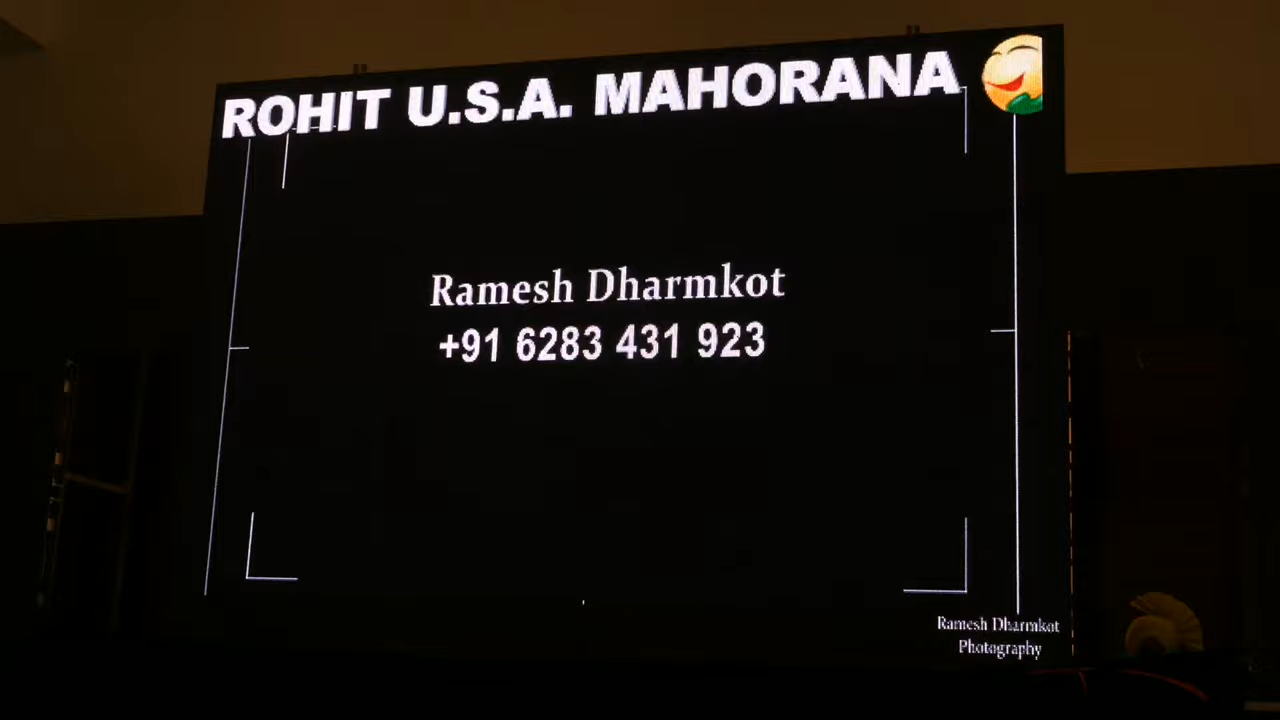 ROHIT U.S.A. MAHORANA
Ramesh Dharmkot
+91 6283 431 923
Ramesh Dharmkot
Photography